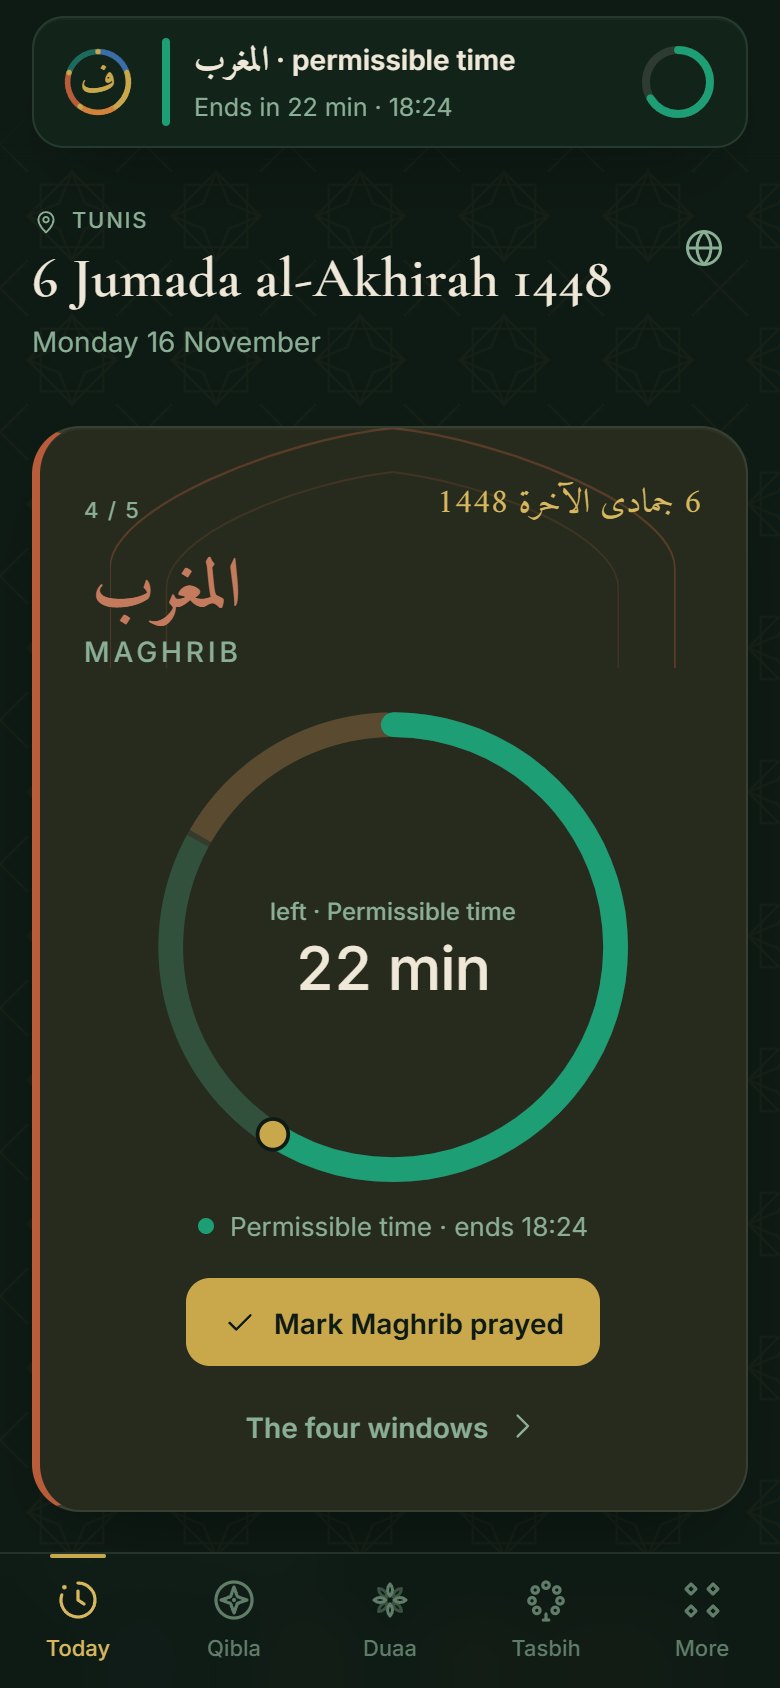 ف
المغرب · permissible time
Ends in 22 min · 18:24
TUNIS
6 Jumada al-Akhirah 1448
Monday 16 November
4 / 5
6 جمادى الآخرة 1448
المغرب
MAGHRIB
left · Permissible time
22 min
Permissible time · ends 18:24
Mark Maghrib prayed
The four windows
Today
Qibla
Duaa
Tasbih
More